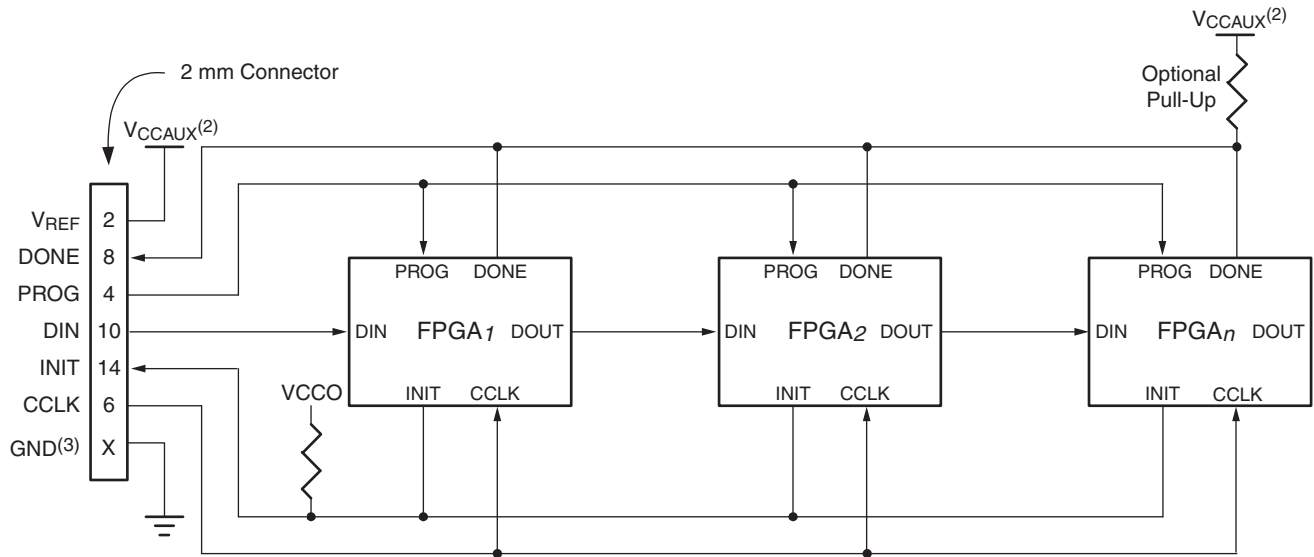 VCCAUX(2)
2 mm Connector
Optional
Pull-Up
VCCAUX(2)
VREF 2
DONE 8
PROG 4
DIN 10
INIT 14
CCLK 6
GND(3) X
PROG DONE
DIN FPGA1 DOUT
INIT CCLK
PROG DONE
DIN FPGA2 DOUT
INIT CCLK
PROG DONE
DIN FPGAn DOUT
INIT CCLK
VCCO